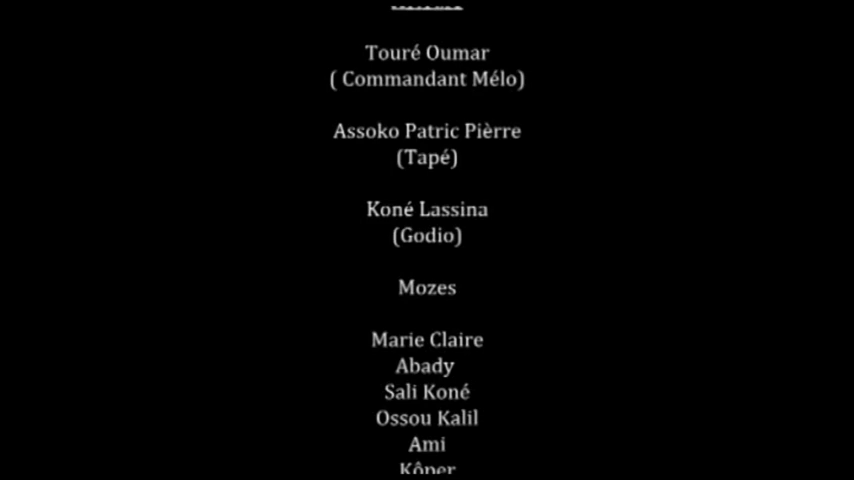 Touré Oumar
( Commandant Mélo)
Assoko Patric Pièrre
(Tapé)
Koné Lassina
(Godio)
Mozes
Marie Claire
Abady
Sali Koné
Ossou Kalil
Ami
Kôper